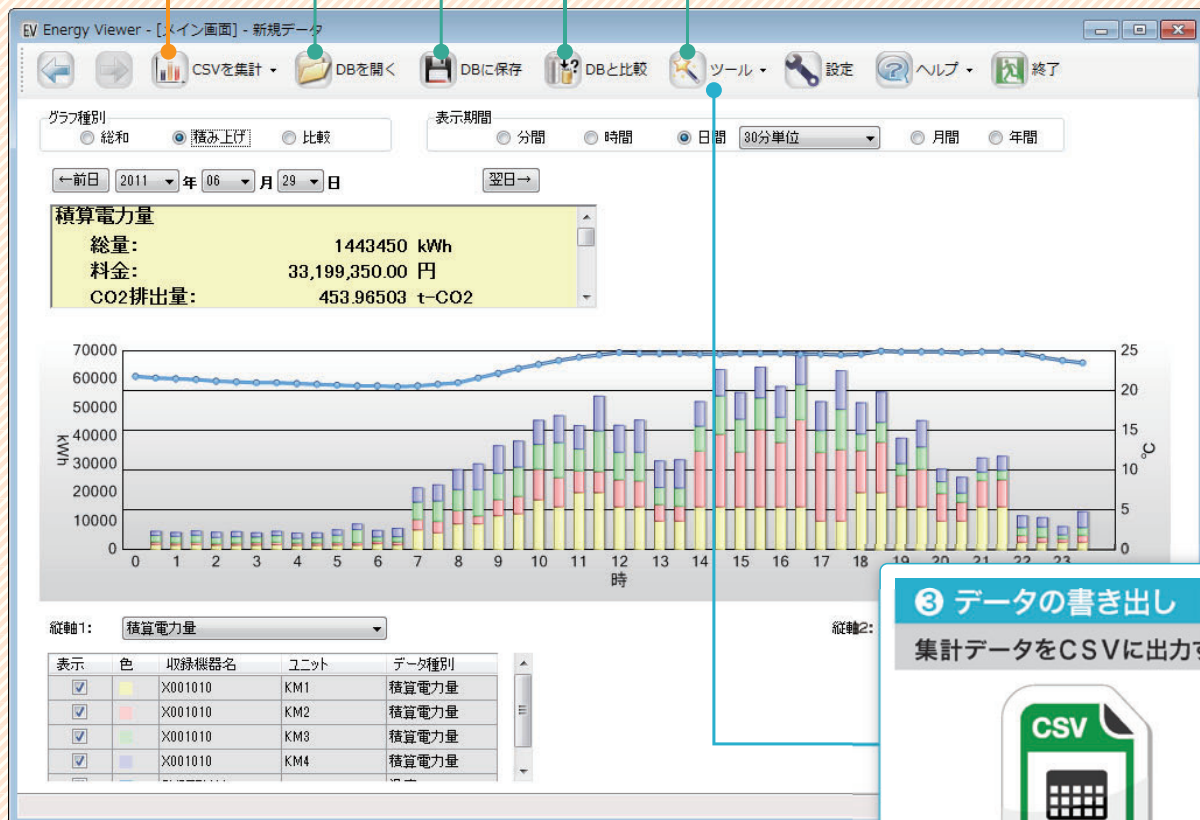 EV Energy Viewer - [メイン画面] - 新規データ
CSVを集計 DBを開く DBに保存 DBと比較 ツール 設定 ヘルプ 終了
グラフ種別 表示期間
総和 積み上げ 比較 分間 時間 日間 30分単位 月間 年間
←前日 2011 年 06 月 29 日 翌日→
積算電力量
総量: 1443450 kWh
料金: 33,199,350.00 円
CO2排出量: 453.96503 t-CO2
70000 25
60000
50000 20
40000 15
kWh ℃
30000 10
20000
10000 5
0 0
0 1 2 3 4 5 6 7 8 9 10 11 12 13 14 15 16 17 18 19 20 21 22 23
時
縦軸1: 積算電力量 縦軸2:
表示 色 収録機器名 ユニット データ種別
X001010 KM1 積算電力量
X001010 KM2 積算電力量
X001010 KM3 積算電力量
X001010 KM4 積算電力量
❸ データの書き出し
集計データをCSVに出力す
CSV